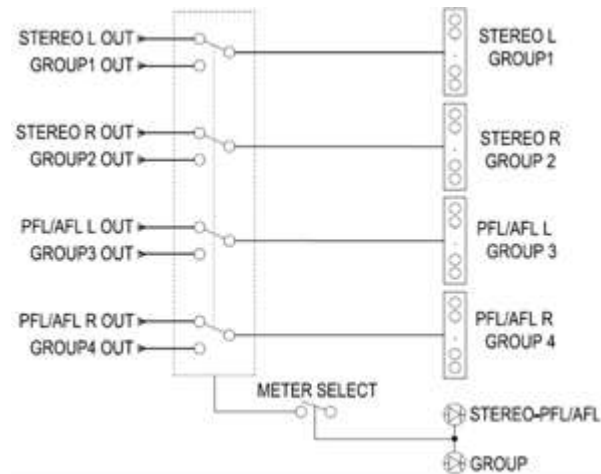 STEREO L OUT
GROUP1 OUT
STEREO L
GROUP1
STEREO R OUT
GROUP2 OUT
STEREO R
GROUP 2
PFL/AFL L OUT
GROUP3 OUT
PFL/AFL L
GROUP 3
PFL/AFL R OUT
GROUP4 OUT
PFL/AFL R
GROUP 4
METER SELECT
STEREO-PFL/AFL
GROUP